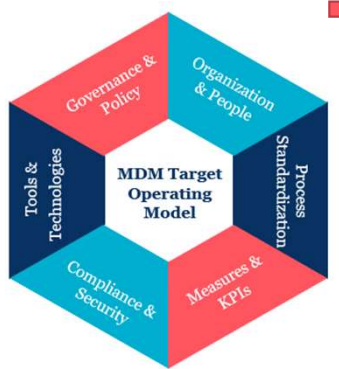 Governance &
Policy
Organization
& People
Tools &
Technologies
MDM Target
Operating
Model
Process
Standardization
Compliance &
Security
Measures &
KPIs